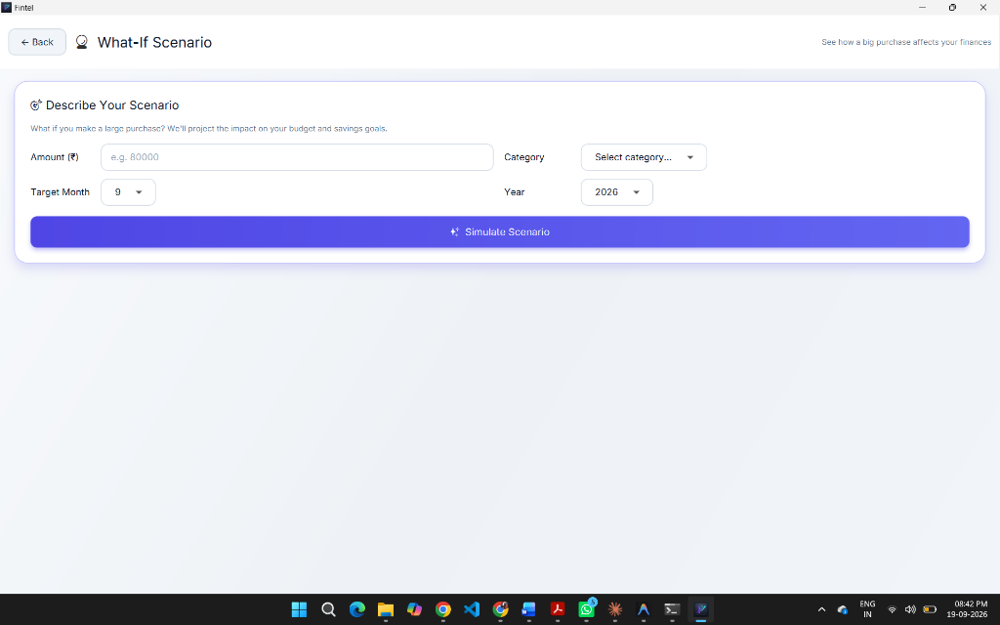 Fintel
← Back
What-If Scenario
See how a big purchase affects your finances
Describe Your Scenario
What if you make a large purchase? We'll project the impact on your budget and savings goals.
Amount (₹) e.g. 80000 Category Select category...
Target Month 9 Year 2026
Simulate Scenario
ENG 08:42 PM
IN 19-09-2026